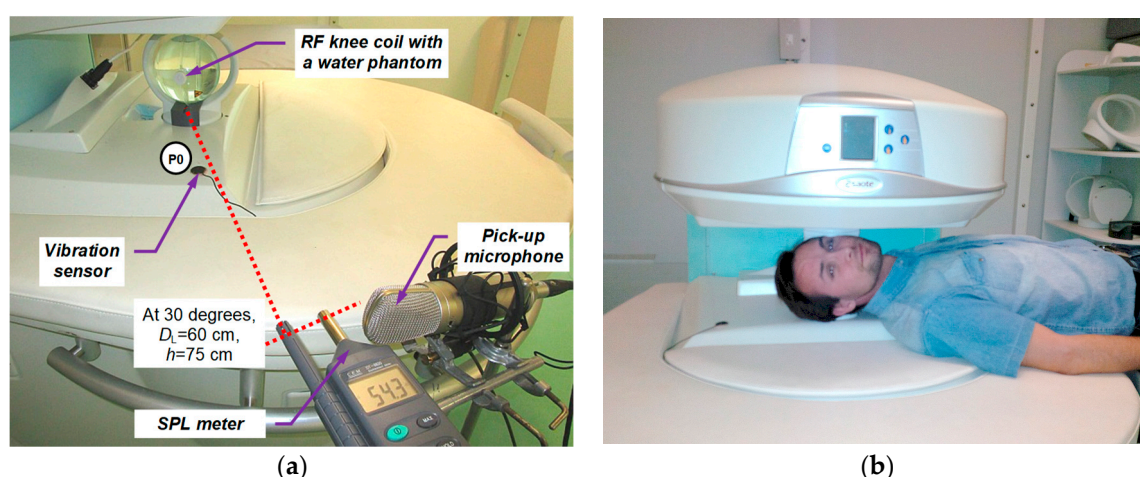 RF knee coil with
a water phantom
P0
Vibration
sensor
Pick-up
microphone
At 30 degrees,
DL=60 cm,
h=75 cm
54.3
MAX
SPL meter
(a)
esaote
(b)